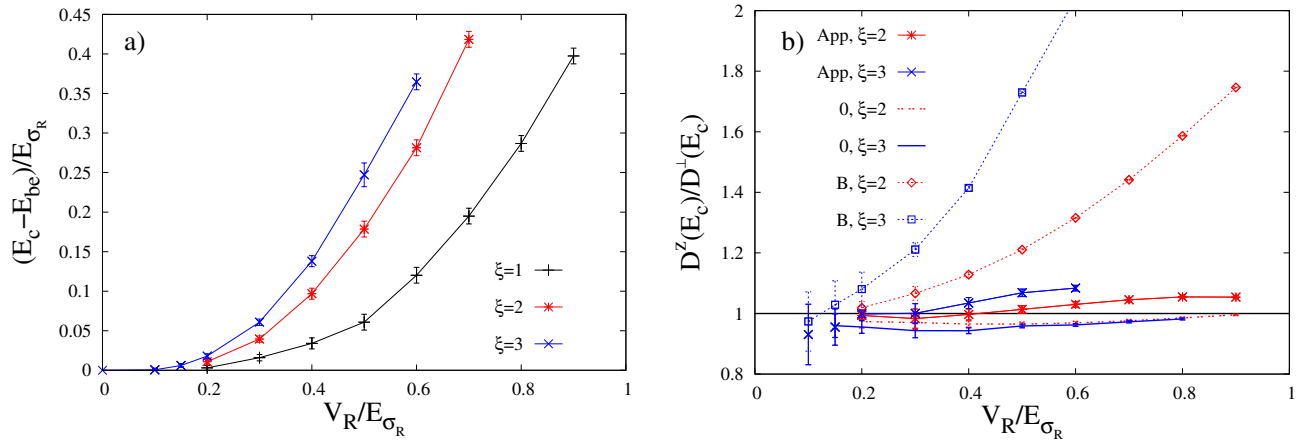 a)
(E_c−E_be)/E_σ_R
0.45
0.4
0.35
0.3
0.25
0.2
0.15
0.1
0.05
0
ξ=1
ξ=2
ξ=3
0 0.2 0.4 0.6 0.8 1
V_R/E_σ_R
b)
D^z(E_c)/D^⊥(E_c)
2
1.8
1.6
1.4
1.2
1
0.8
App, ξ=2
App, ξ=3
0, ξ=2
0, ξ=3
B, ξ=2
B, ξ=3
0 0.2 0.4 0.6 0.8 1
V_R/E_σ_R